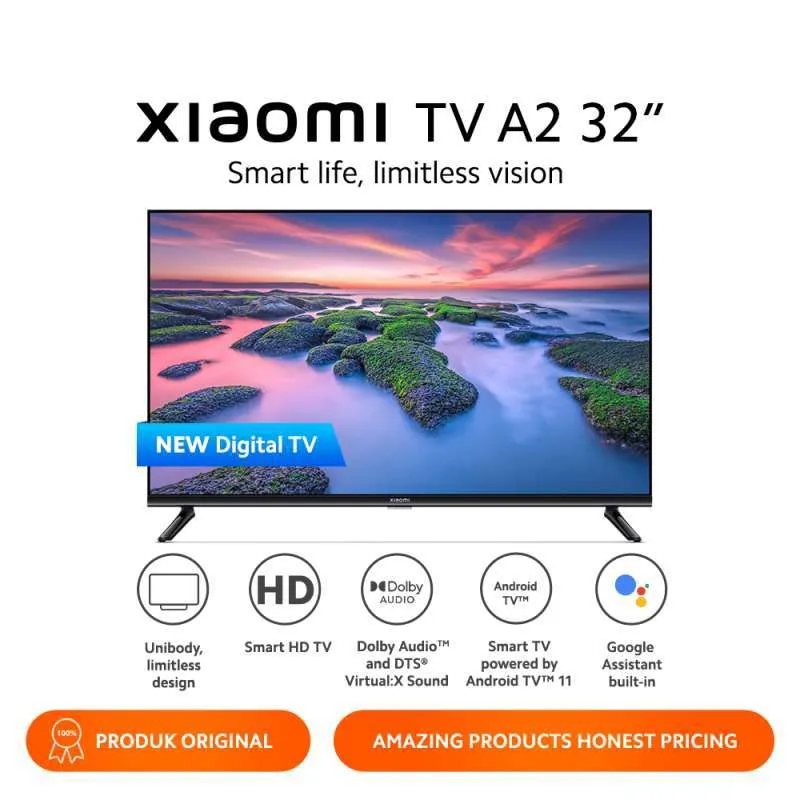 xiaomi TV A2 32”
Smart life, limitless vision
NEW Digital TV
xiaomi
HD
Dolby
AUDIO
Android
TV™
Unibody,
limitless
design
Smart HD TV
Dolby Audio™
and DTS®
Virtual:X Sound
Smart TV
powered by
Android TV™ 11
Google
Assistant
built-in
100%
PRODUK ORIGINAL
AMAZING PRODUCTS HONEST PRICING